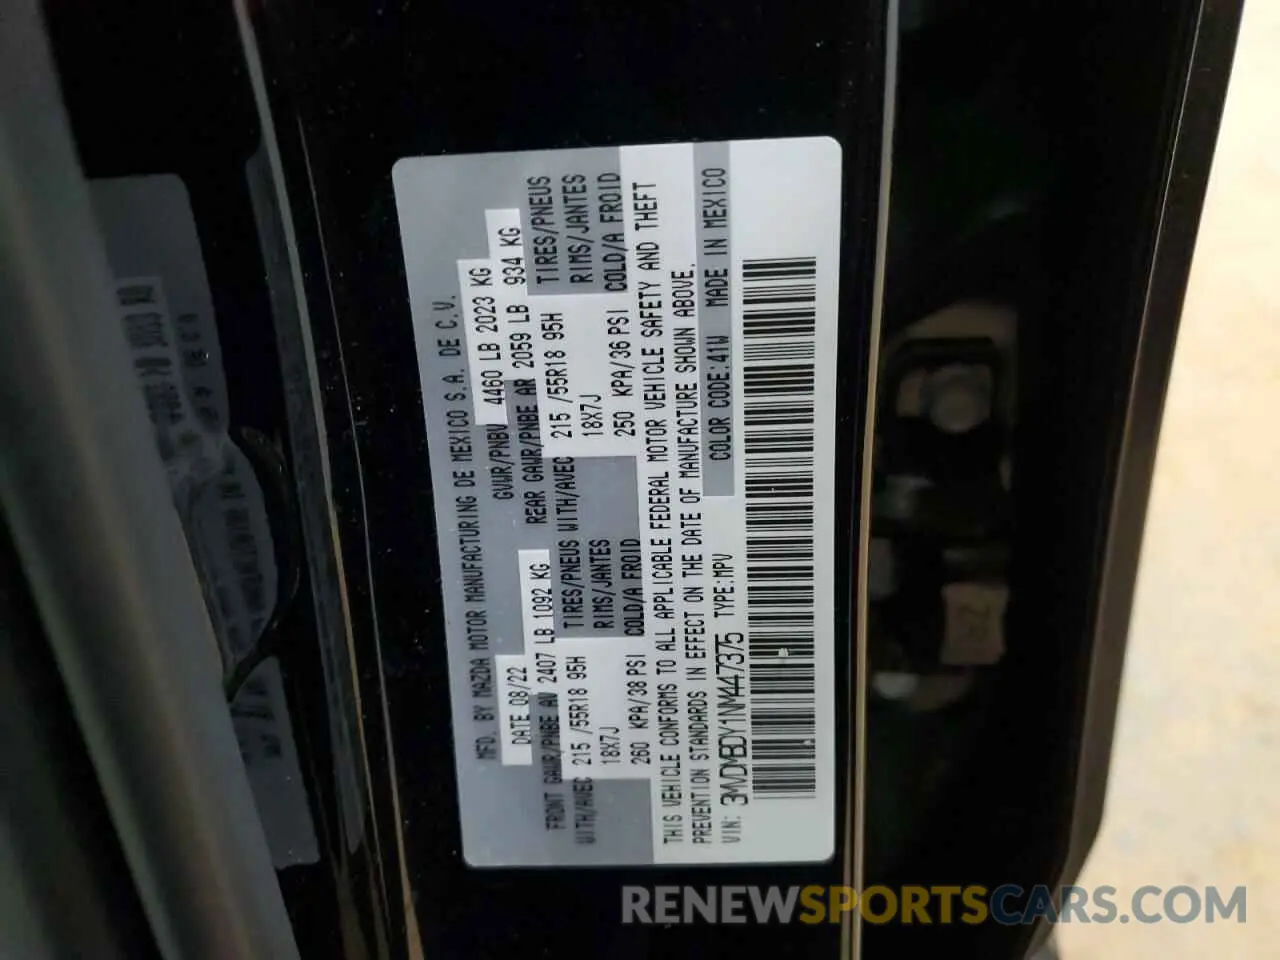 MFD. BY MAZDA MOTOR MANUFACTURING DE MEXICO S.A. DE C.V.
DATE 08/22 GVWR/PNBV 4460 LB 2023 KG
FRONT GAWR/PNBE AV 2407 LB 1092 KG REAR GAWR/PNBE AR 2059 LB 934 KG
WITH/AVEC 215 /55R18 95H TIRES/PNEUS WITH/AVEC 215 /55R18 95H TIRES/PNEUS
18X7J RIMS/JANTES 18X7J RIMS/JANTES
260 KPA/38 PSI COLD/A FROID 250 KPA/36 PSI COLD/A FROID
THIS VEHICLE CONFORMS TO ALL APPLICABLE FEDERAL MOTOR VEHICLE SAFETY AND THEFT
PREVENTION STANDARDS IN EFFECT ON THE DATE OF MANUFACTURE SHOWN ABOVE.
VIN: 3MVDMBDY1NM447375 TYPE:MPV COLOR CODE:41W MADE IN MEXICO
RENEWSPORTSCARS.COM